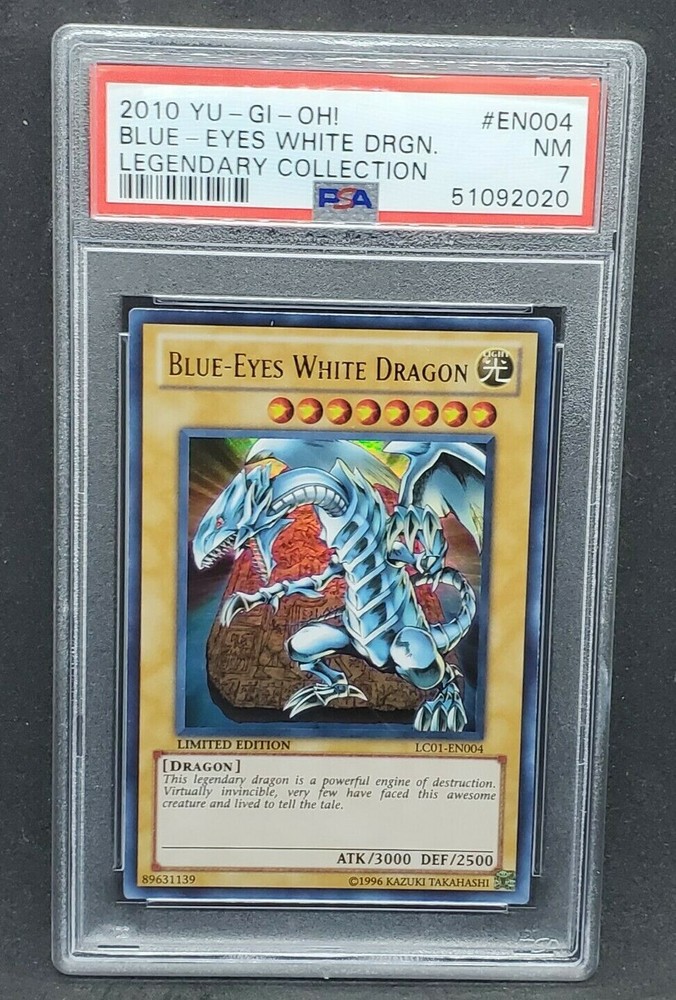 2010 YU-GI-OH! #EN004
BLUE-EYES WHITE DRGN. NM
LEGENDARY COLLECTION 7
PSA 51092020
BLUE-EYES WHITE DRAGON
LIGHT
光
LIMITED EDITION LC01-EN004
[DRAGON]
This legendary dragon is a powerful engine of destruction.
Virtually invincible, very few have faced this awesome
creature and lived to tell the tale.
ATK/3000 DEF/2500
89631139 ©1996 KAZUKI TAKAHASHI